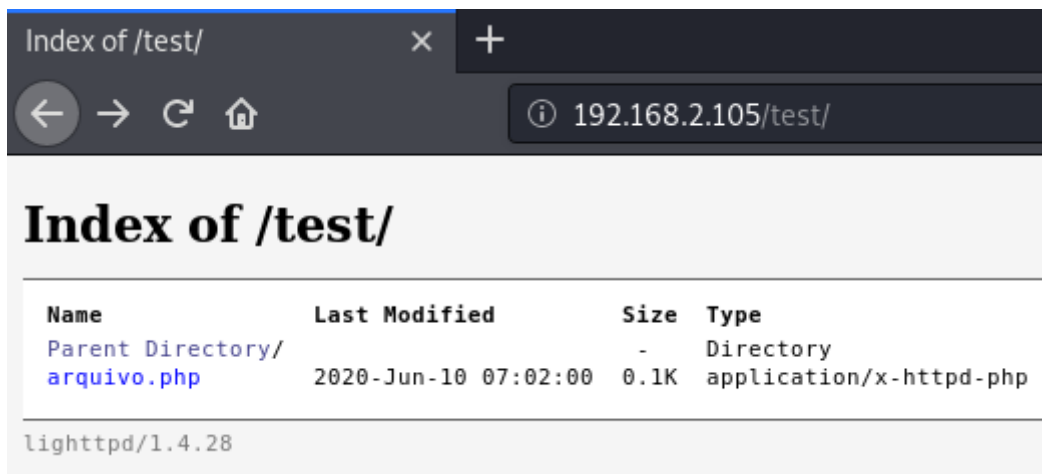 Index of /test/
192.168.2.105/test/
Index of /test/
Name Last Modified Size Type
Parent Directory/ - Directory
arquivo.php 2020-Jun-10 07:02:00 0.1K application/x-httpd-php
lighttpd/1.4.28